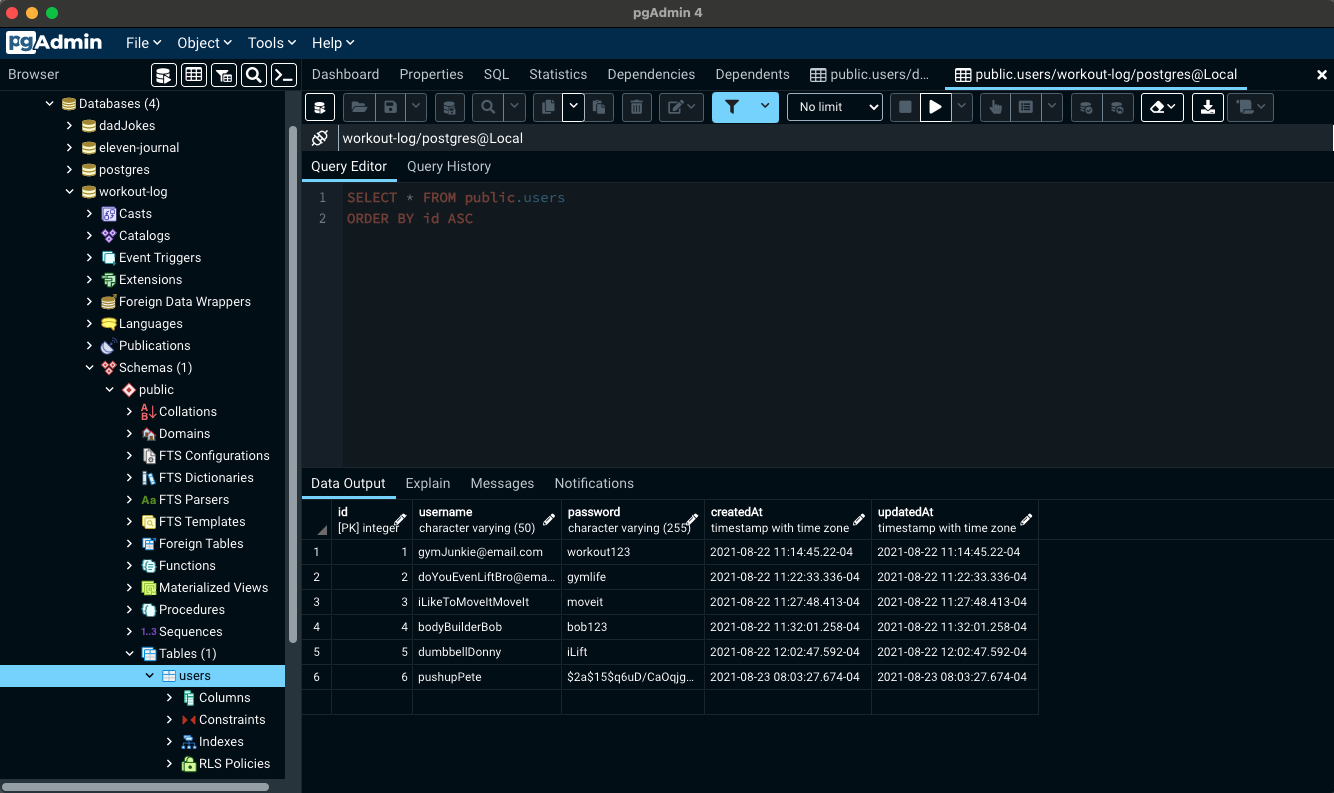 pgAdmin 4
pgAdmin File Object Tools Help
Browser
Dashboard Properties SQL Statistics Dependencies Dependents public.users/d... public.users/workout-log/postgres@Local
Databases (4)
dadJokes
eleven-journal
postgres
workout-log
Casts
Catalogs
Event Triggers
Extensions
Foreign Data Wrappers
Languages
Publications
Schemas (1)
public
Collations
Domains
FTS Configurations
FTS Dictionaries
Aa FTS Parsers
FTS Templates
Foreign Tables
Functions
Materialized Views
Procedures
1..3 Sequences
Tables (1)
users
Columns
Constraints
Indexes
RLS Policies
No limit
workout-log/postgres@Local
Query Editor Query History
1 SELECT * FROM public.users
2 ORDER BY id ASC
Data Output Explain Messages Notifications
id username password createdAt updatedAt
[PK] integer character varying (50) character varying (255) timestamp with time zone timestamp with time zone
1 1 gymJunkie@email.com workout123 2021-08-22 11:14:45.22-04 2021-08-22 11:14:45.22-04
2 2 doYouEvenLiftBro@ema... gymlife 2021-08-22 11:22:33.336-04 2021-08-22 11:22:33.336-04
3 3 iLikeToMoveItMoveIt moveit 2021-08-22 11:27:48.413-04 2021-08-22 11:27:48.413-04
4 4 bodyBuilderBob bob123 2021-08-22 11:32:01.258-04 2021-08-22 11:32:01.258-04
5 5 dumbbellDonny iLift 2021-08-22 12:02:47.592-04 2021-08-22 12:02:47.592-04
6 6 pushupPete $2a$15$q6uD/CaOqjg... 2021-08-23 08:03:27.674-04 2021-08-23 08:03:27.674-04